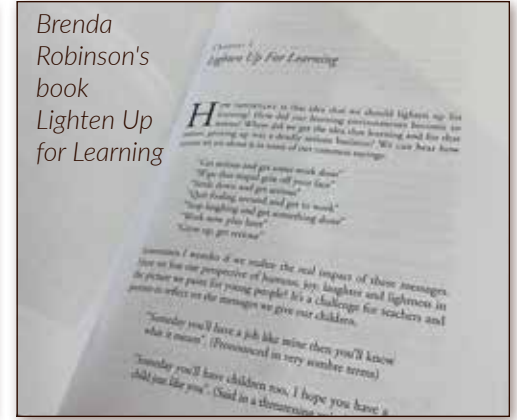 Brenda
Robinson's
book
Lighten Up
for Learning
Chapter 1
Lighten Up For Learning
How important is this idea that we should lighten up for
learning? How did our learning environments become so
serious? When did we get the idea that learning and for that
matter, growing up was a deadly serious business? We can hear how
we are about it in some of our common sayings:
"Get serious and get some work done"
"Wipe that stupid grin off your face"
"Settle down and get serious"
"Quit fooling around and get to work"
"Stop laughing and get something done"
"Work now play later"
"Grow up, get serious"
Sometimes I wonder if we realize the real impact of these messages.
Have we lost our perspective of humour, joy, laughter and lightness in
the picture we paint for young people? It's a challenge for teachers and
parents to reflect on the messages we give our children.
"Someday you'll have a job like mine then you'll know
what it means". (Pronounced in very sombre terms)
"Someday you'll have children too, I hope you have a
child just like you". (Said in a threatening